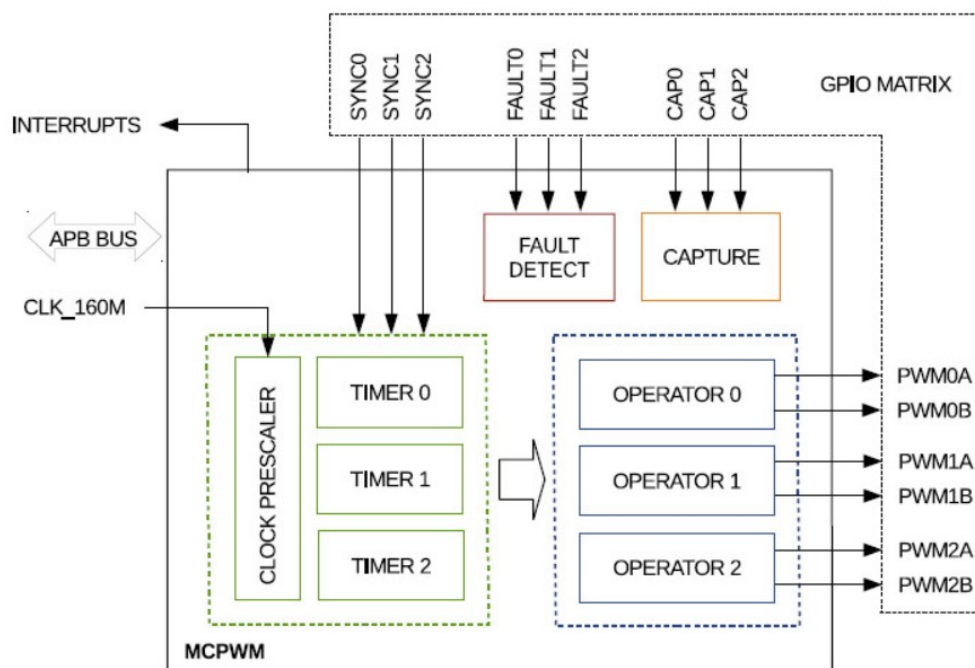 SYNC0
SYNC1
SYNC2
FAULT0
FAULT1
FAULT2
CAP0
CAP1
CAP2
GPIO MATRIX
INTERRUPTS
APB BUS
CLK_160M
FAULT
DETECT
CAPTURE
CLOCK PRESCALER
TIMER 0
TIMER 1
TIMER 2
OPERATOR 0
OPERATOR 1
OPERATOR 2
PWM0A
PWM0B
PWM1A
PWM1B
PWM2A
PWM2B
MCPWM